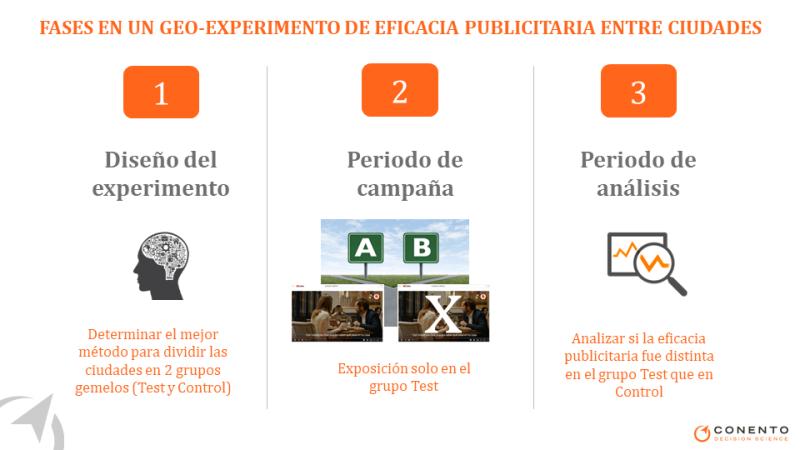 FASES EN UN GEO-EXPERIMENTO DE EFICACIA PUBLICITARIA ENTRE CIUDADES
1
Diseño del
experimento
Determinar el mejor
método para dividir las
ciudades en 2 grupos
gemelos (Test y Control)
2
Periodo de
campaña
A
B
X
Exposición solo en el
grupo Test
3
Periodo de
análisis
Analizar si la eficacia
publicitaria fue distinta
en el grupo Test que en
Control
CONENTO
DECISION SCIENCE